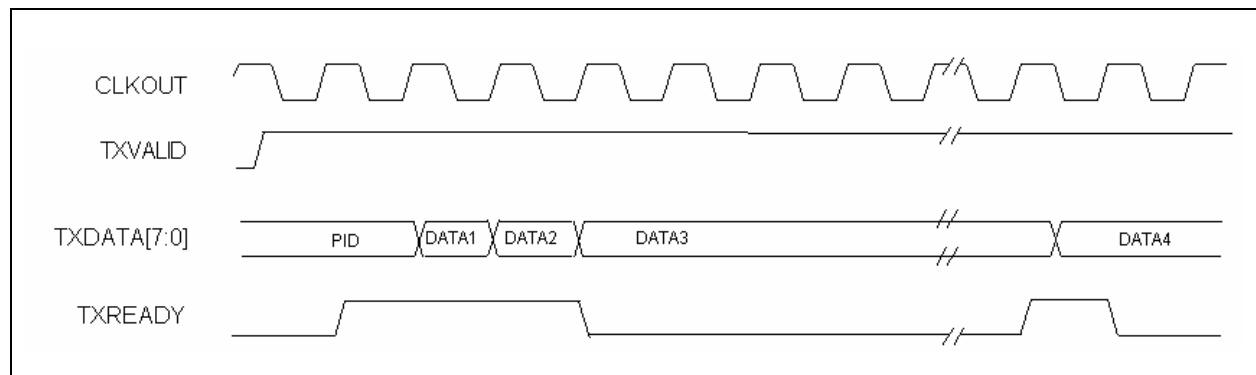 CLKOUT
TXVALID
TXDATA[7:0]
PID
DATA1
DATA2
DATA3
DATA4
TXREADY